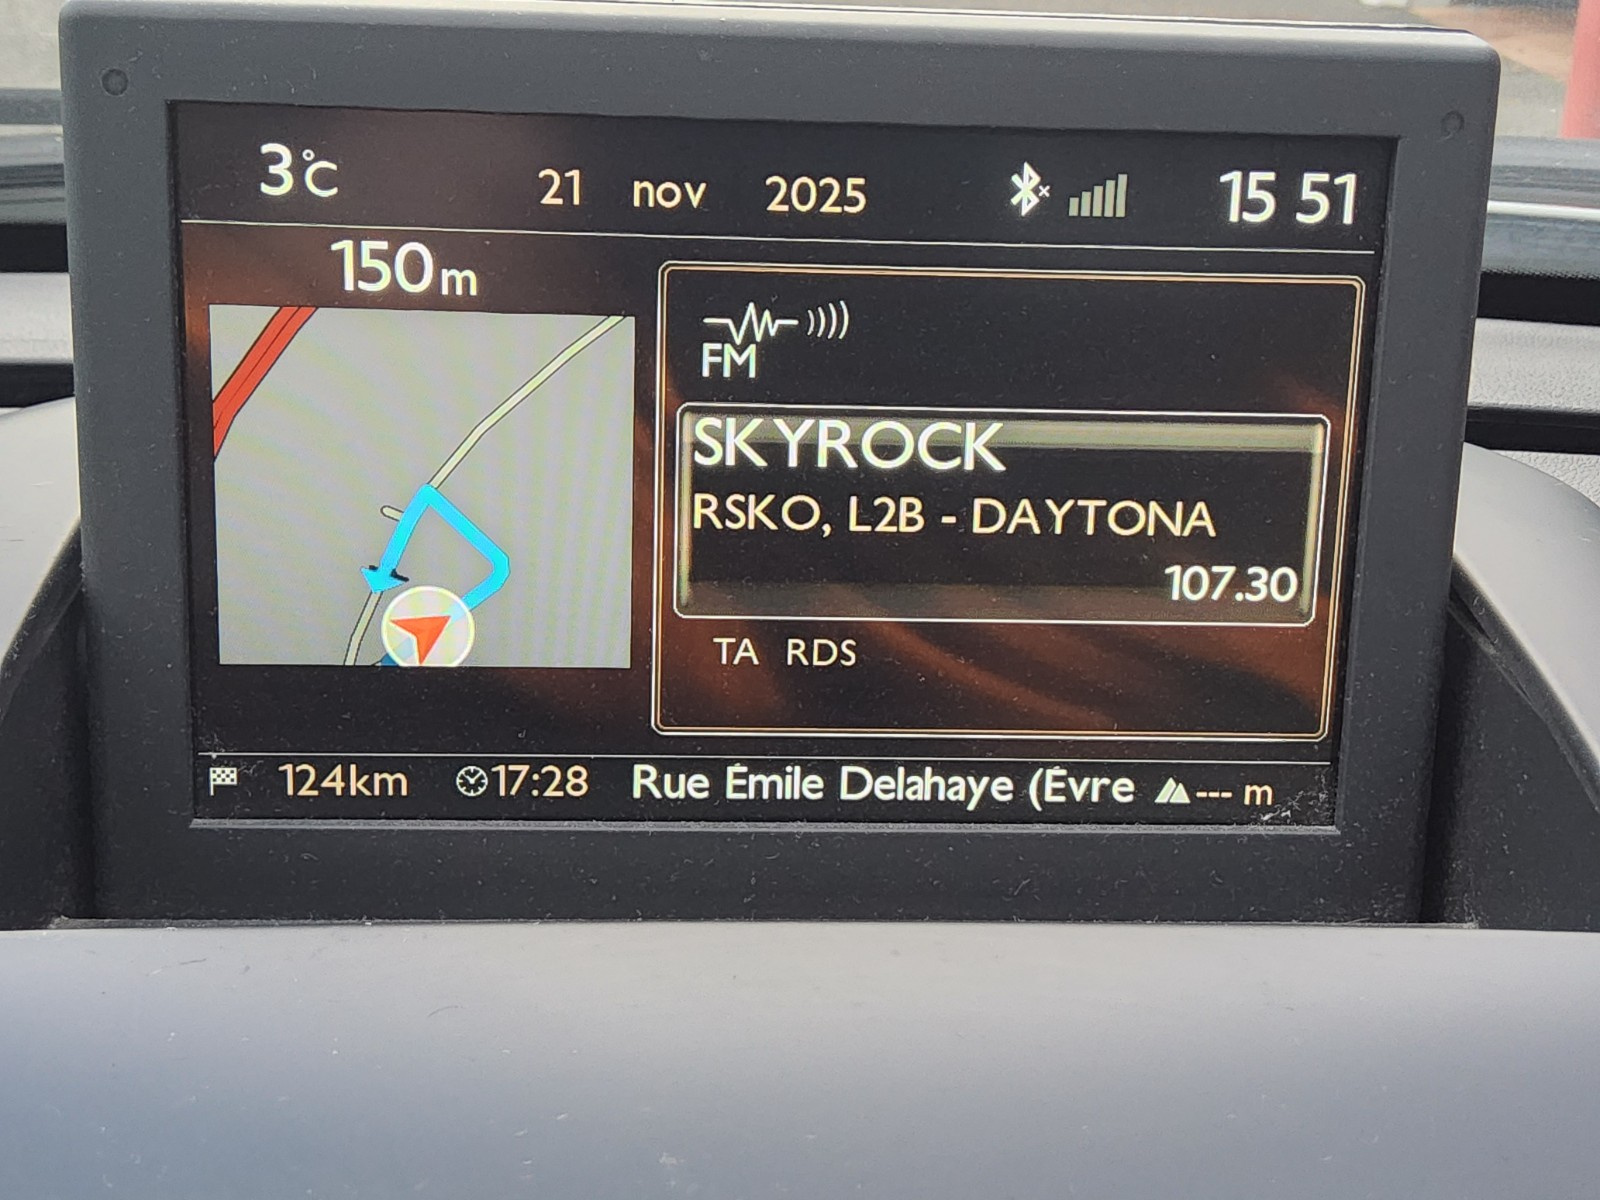 3°C 21 nov 2025 15 51
150m
FM
SKYROCK
RSKO, L2B - DAYTONA
107.30
TA RDS
124km 17:28 Rue Émile Delahaye (Évre --- m